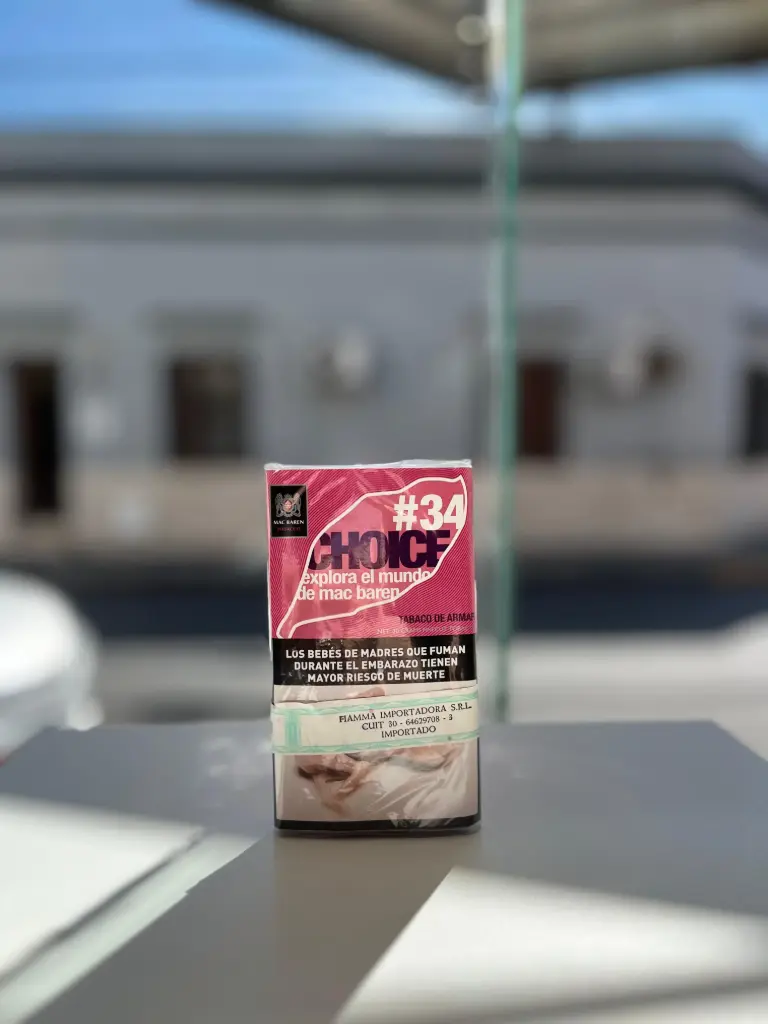 MAC BAREN
#34
CHOICE
explora el mundo
de mac baren
TABACO DE ARMAR
LOS BEBÉS DE MADRES QUE FUMAN
DURANTE EL EMBARAZO TIENEN
MAYOR RIESGO DE MUERTE
FIAMMA IMPORTADORA S.R.L.
CUIT 30 - 64629708 - 3
IMPORTADO